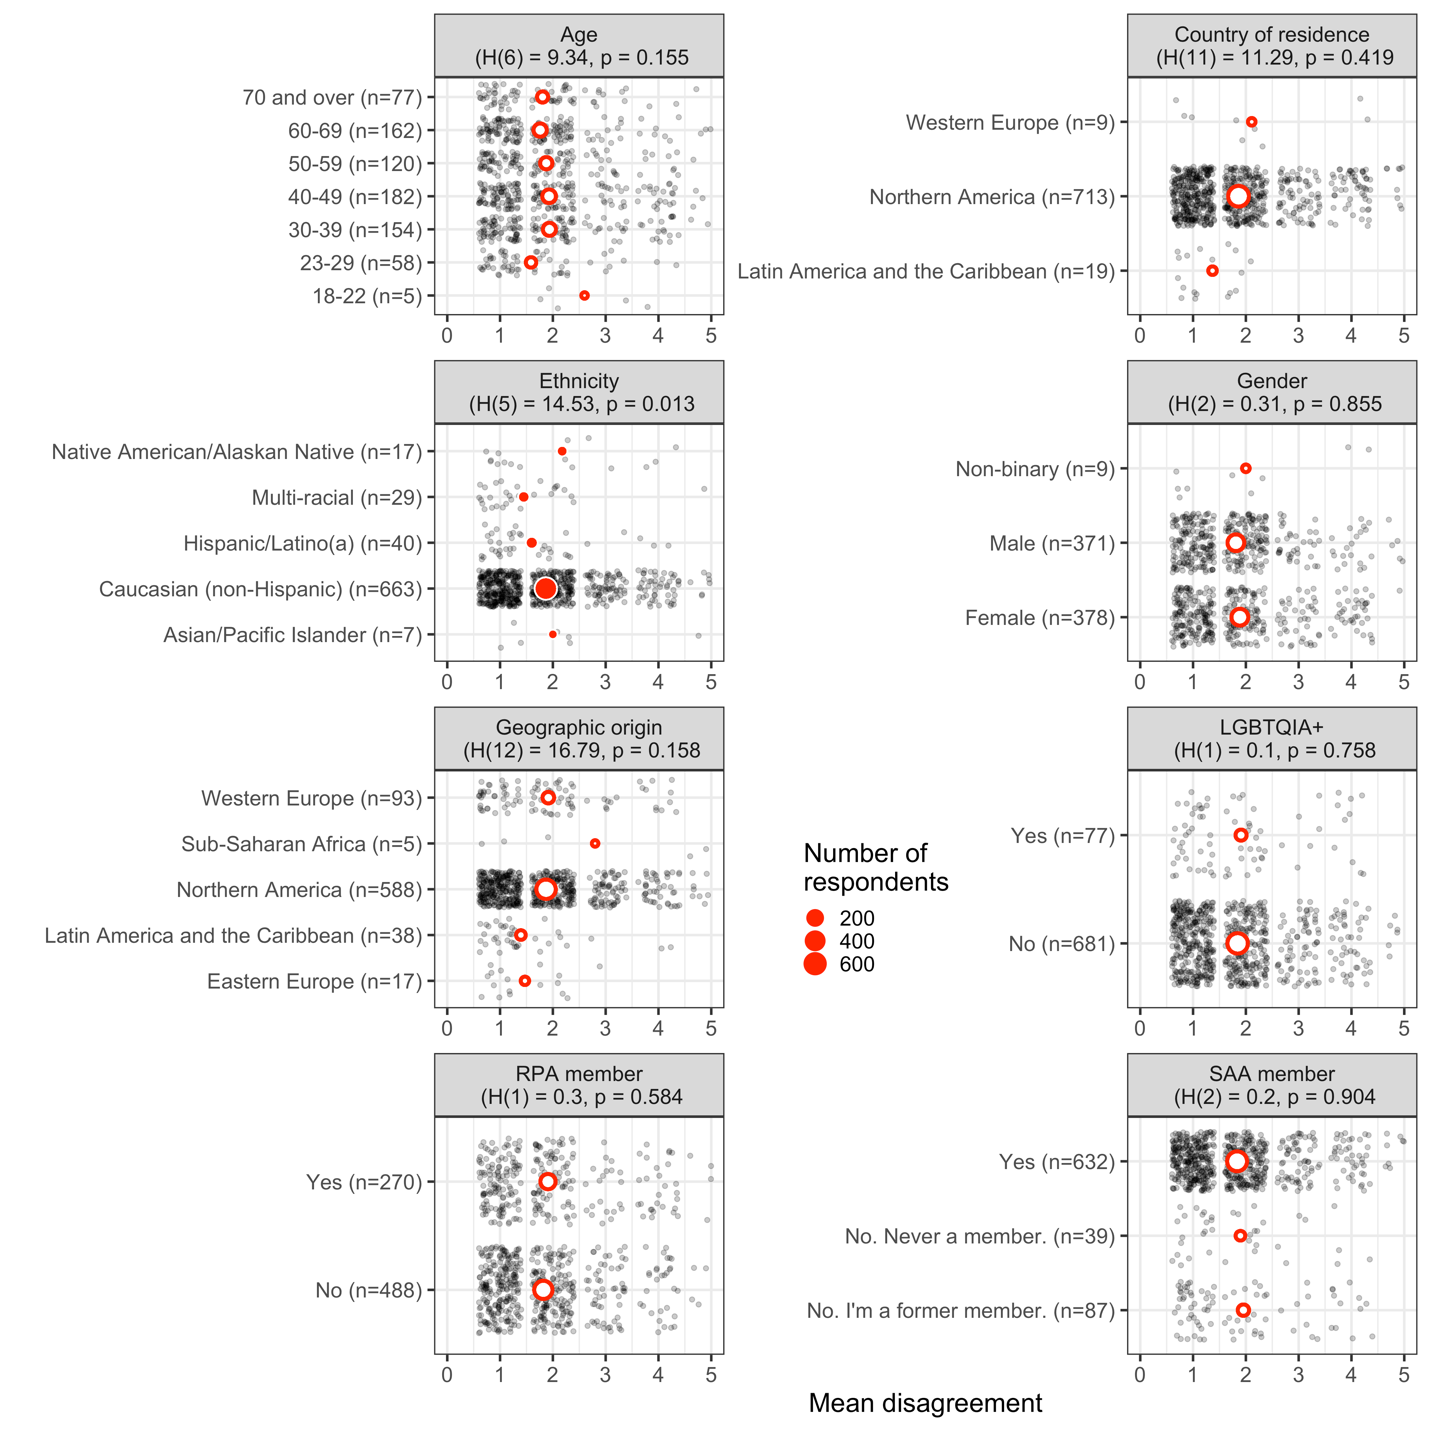 Age
(H(6) = 9.34, p = 0.155
70 and over (n=77)
60-69 (n=162)
50-59 (n=120)
40-49 (n=182)
30-39 (n=154)
23-29 (n=58)
18-22 (n=5)
0 1 2 3 4 5
Country of residence
(H(11) = 11.29, p = 0.419
Western Europe (n=9)
Northern America (n=713)
Latin America and the Caribbean (n=19)
0 1 2 3 4 5
Ethnicity
(H(5) = 14.53, p = 0.013
Native American/Alaskan Native (n=17)
Multi-racial (n=29)
Hispanic/Latino(a) (n=40)
Caucasian (non-Hispanic) (n=663)
Asian/Pacific Islander (n=7)
0 1 2 3 4 5
Gender
(H(2) = 0.31, p = 0.855
Non-binary (n=9)
Male (n=371)
Female (n=378)
0 1 2 3 4 5
Geographic origin
(H(12) = 16.79, p = 0.158
Western Europe (n=93)
Sub-Saharan Africa (n=5)
Northern America (n=588)
Latin America and the Caribbean (n=38)
Eastern Europe (n=17)
0 1 2 3 4 5
Number of
respondents
200
400
600
LGBTQIA+
(H(1) = 0.1, p = 0.758
Yes (n=77)
No (n=681)
0 1 2 3 4 5
RPA member
(H(1) = 0.3, p = 0.584
Yes (n=270)
No (n=488)
0 1 2 3 4 5
SAA member
(H(2) = 0.2, p = 0.904
Yes (n=632)
No. Never a member. (n=39)
No. I'm a former member. (n=87)
0 1 2 3 4 5
Mean disagreement